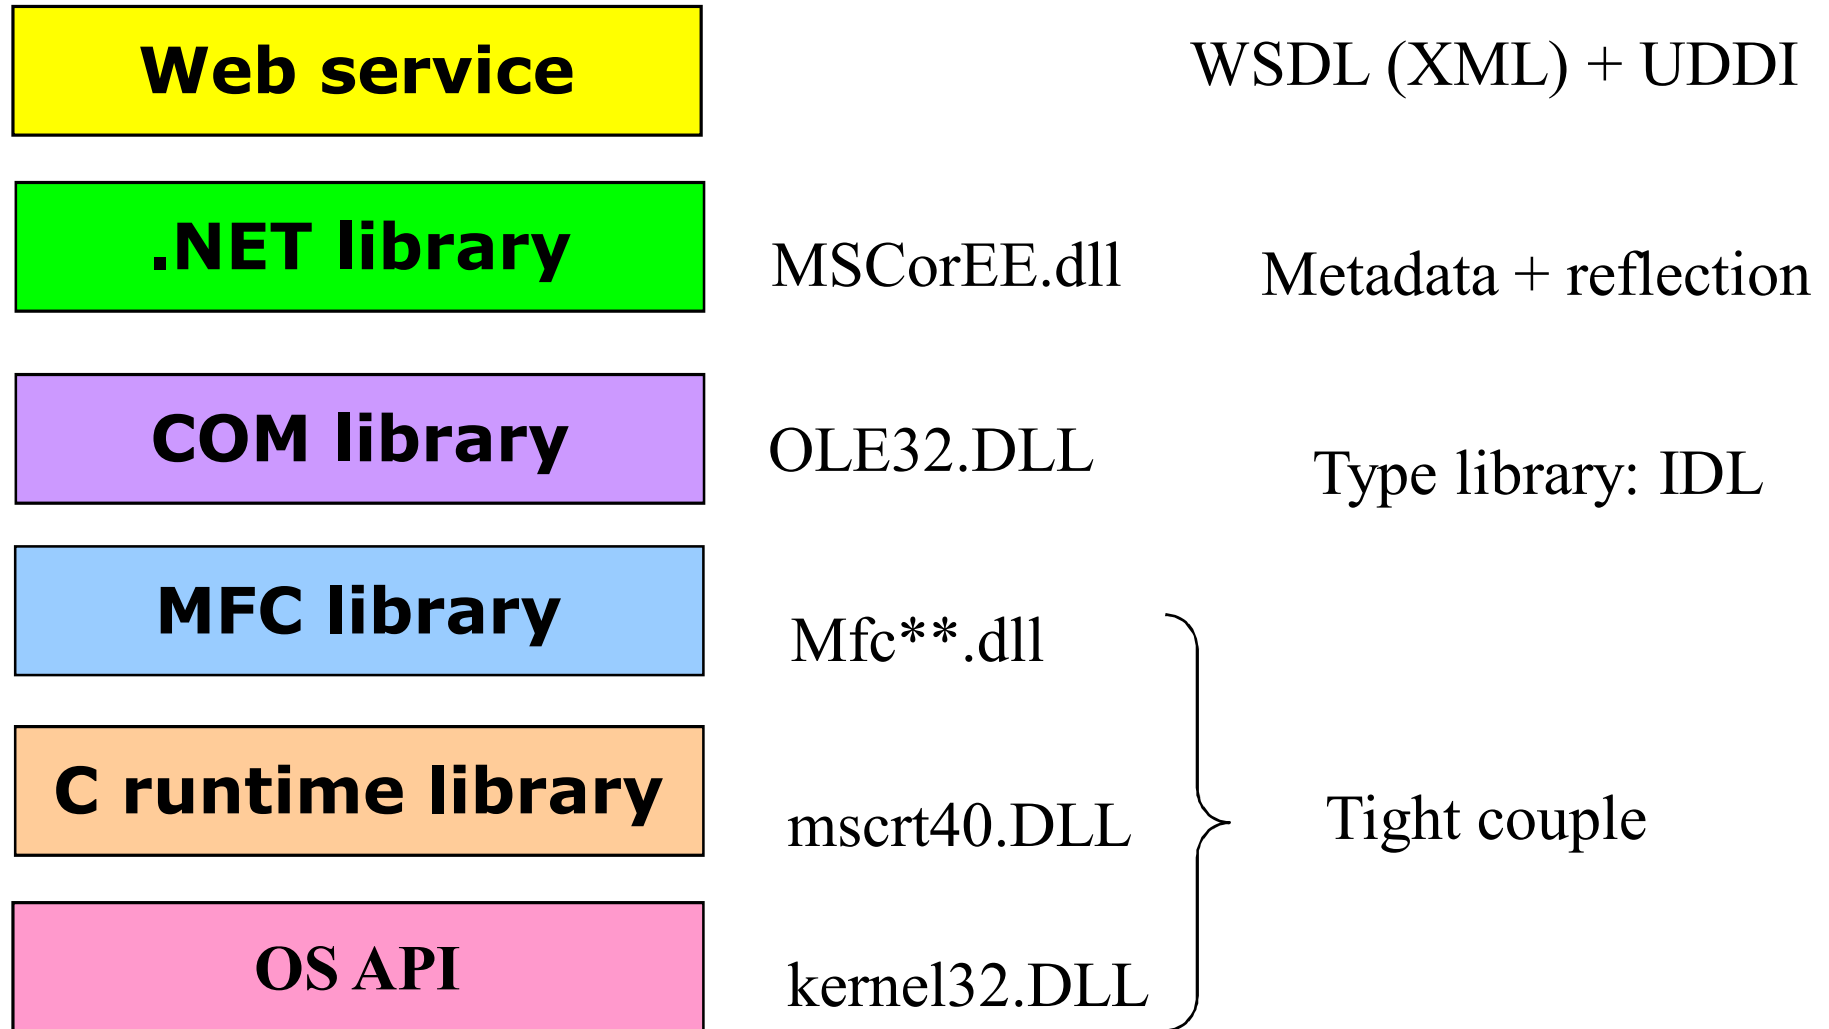 Web service
WSDL (XML) + UDDI
.NET library
MSCorEE.dll
Metadata + reflection
COM library
OLE32.DLL
Type library: IDL
MFC library
Mfc**.dll
C runtime library
mscrt40.DLL
Tight couple
OS API
kernel32.DLL